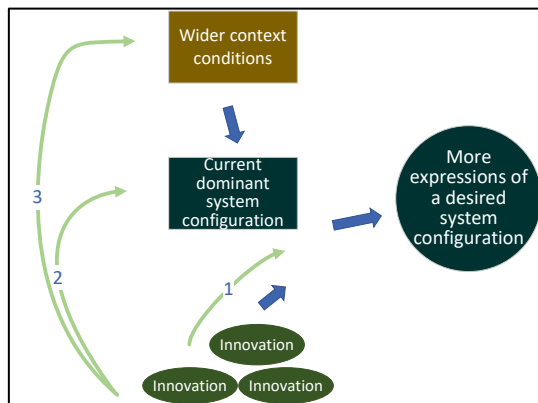 Wider context
conditions
Current
dominant
system
configuration
More
expressions of
a desired
system
configuration
3
2
1
Innovation
Innovation
Innovation